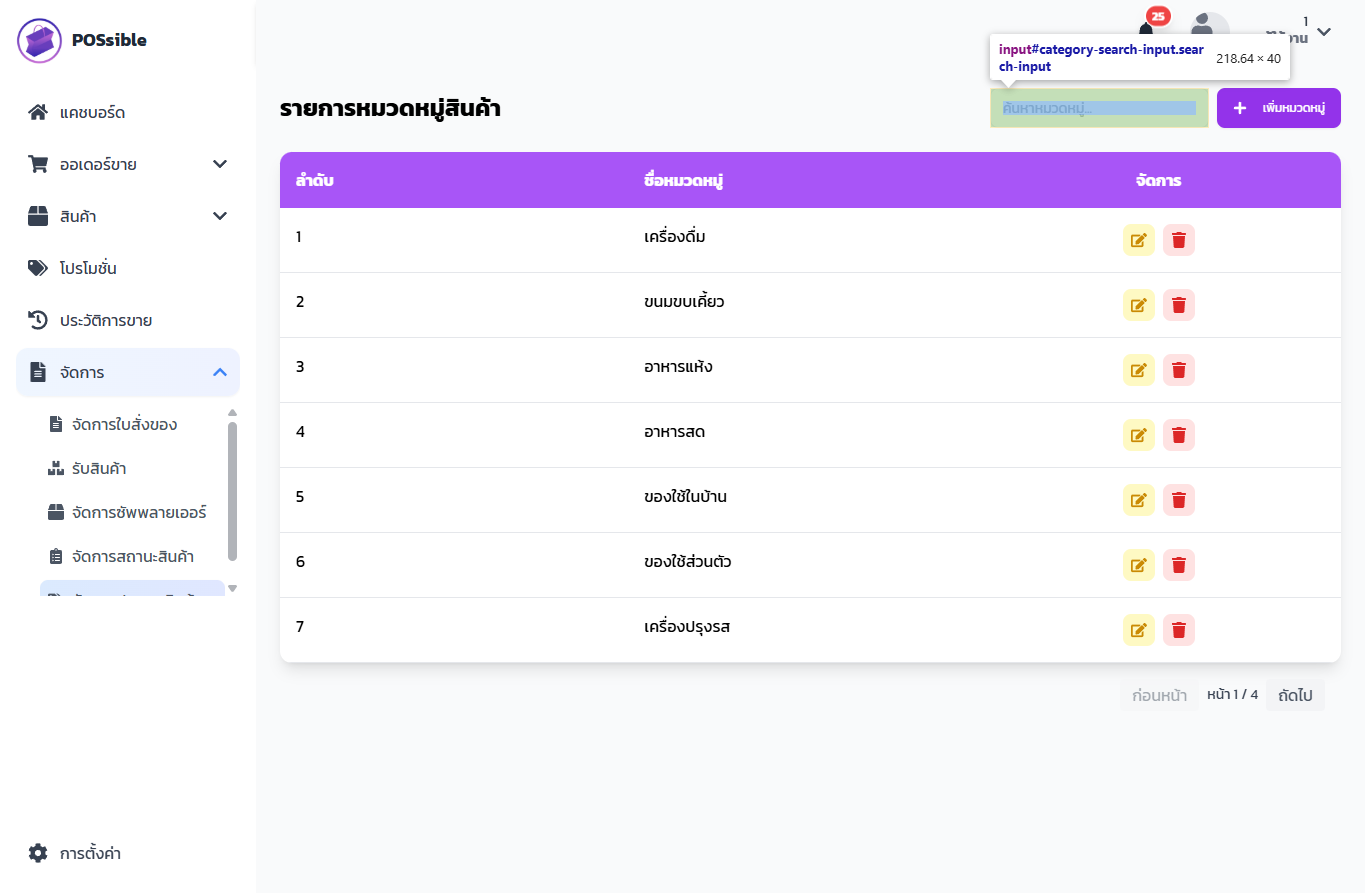 POSsible
แคชบอร์ด
ออเดอร์ขาย
สินค้า
โปรโมชั่น
ประวัติการขาย
จัดการ
จัดการใบสั่งของ
รับสินค้า
จัดการซัพพลายเออร์
จัดการสถานะสินค้า
การตั้งค่า
25
1
input#category-search-input.sear
ch-input
218.64 × 40
รายการหมวดหมู่สินค้า
ค้นหาหมวดหมู่...
+ เพิ่มหมวดหมู่
ลำดับ ชื่อหมวดหมู่ จัดการ
1 เครื่องดื่ม
2 ขนมขบเคี้ยว
3 อาหารแห้ง
4 อาหารสด
5 ของใช้ในบ้าน
6 ของใช้ส่วนตัว
7 เครื่องปรุงรส
ก่อนหน้า หน้า 1 / 4 ถัดไป